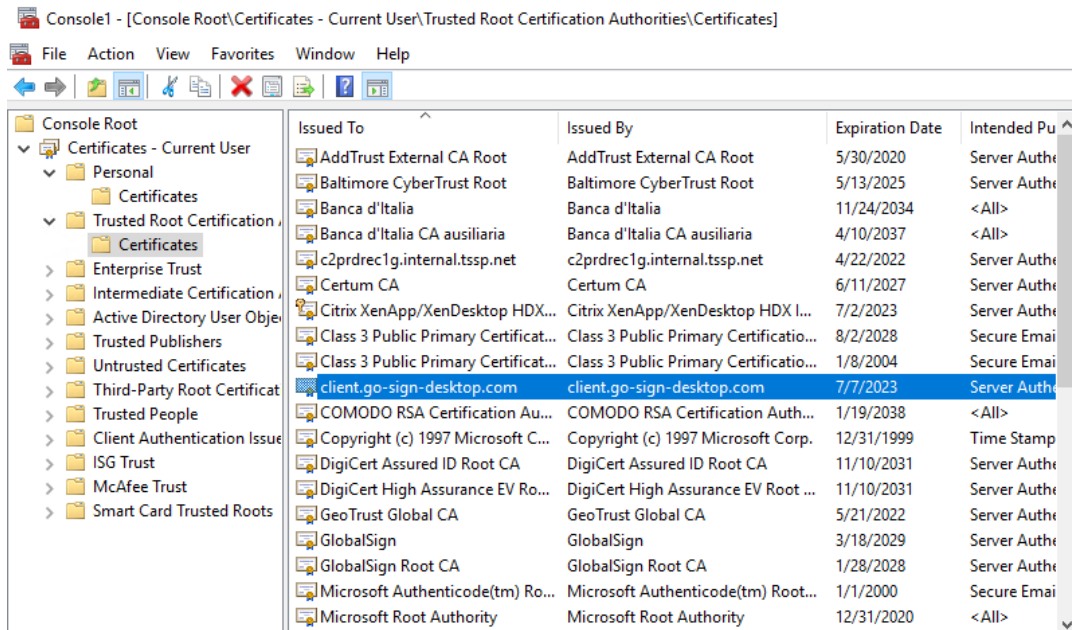 Console1 - [Console Root\Certificates - Current User\Trusted Root Certification Authorities\Certificates]
File Action View Favorites Window Help
Console Root
Certificates - Current User
Personal
Certificates
Trusted Root Certification
Certificates
Enterprise Trust
Intermediate Certification
Active Directory User Obje
Trusted Publishers
Untrusted Certificates
Third-Party Root Certificat
Trusted People
Client Authentication Issue
ISG Trust
McAfee Trust
Smart Card Trusted Roots
Issued To Issued By Expiration Date Intended Pu
AddTrust External CA Root AddTrust External CA Root 5/30/2020 Server Authe
Baltimore CyberTrust Root Baltimore CyberTrust Root 5/13/2025 Server Authe
Banca d'Italia Banca d'Italia 11/24/2034 <All>
Banca d'Italia CA ausiliaria Banca d'Italia CA ausiliaria 4/10/2037 <All>
c2prdrec1g.internal.tssp.net c2prdrec1g.internal.tssp.net 4/22/2022 Server Authe
Certum CA Certum CA 6/11/2027 Server Authe
Citrix XenApp/XenDesktop HDX... Citrix XenApp/XenDesktop HDX I... 7/2/2023 Server Authe
Class 3 Public Primary Certificat... Class 3 Public Primary Certificatio... 8/2/2028 Secure Emai
Class 3 Public Primary Certificat... Class 3 Public Primary Certificatio... 1/8/2004 Secure Emai
client.go-sign-desktop.com client.go-sign-desktop.com 7/7/2023 Server Authe
COMODO RSA Certification Au... COMODO RSA Certification Auth... 1/19/2038 <All>
Copyright (c) 1997 Microsoft C... Copyright (c) 1997 Microsoft Corp. 12/31/1999 Time Stamp
DigiCert Assured ID Root CA DigiCert Assured ID Root CA 11/10/2031 Server Authe
DigiCert High Assurance EV Ro... DigiCert High Assurance EV Root ... 11/10/2031 Server Authe
GeoTrust Global CA GeoTrust Global CA 5/21/2022 Server Authe
GlobalSign GlobalSign 3/18/2029 Server Authe
GlobalSign Root CA GlobalSign Root CA 1/28/2028 Server Authe
Microsoft Authenticode(tm) Ro... Microsoft Authenticode(tm) Root... 1/1/2000 Secure Emai
Microsoft Root Authority Microsoft Root Authority 12/31/2020 <All>